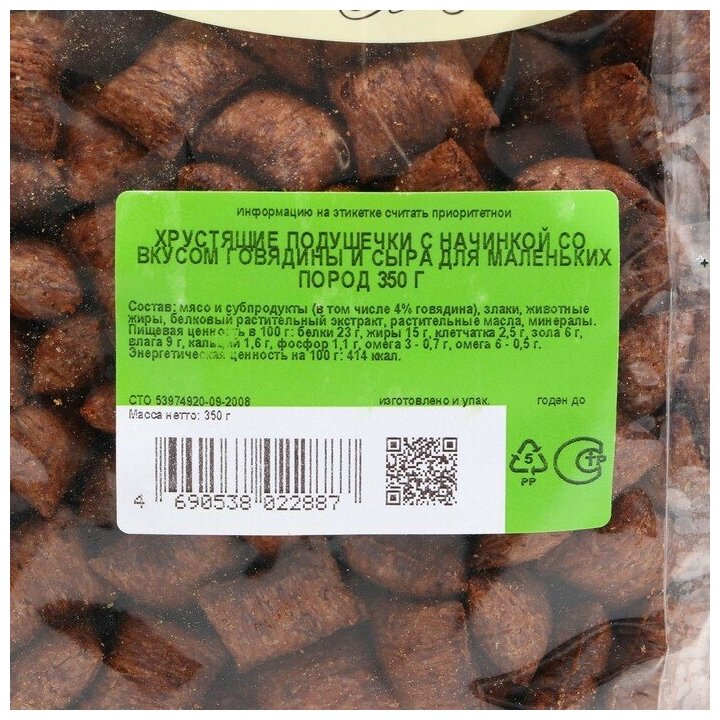 Информацию на этикетке считать приоритетной
ХРУСТЯЩИЕ ПОДУШЕЧКИ С НАЧИНКОЙ СО
ВКУСОМ ГОВЯДИНЫ И СЫРА ДЛЯ МАЛЕНЬКИХ
ПОРОД 350 Г
Состав: мясо и субпродукты (в том числе 4% говядина), злаки, животные
жиры, белковый растительный экстракт, растительные масла, минералы.
Пищевая ценность в 100 г: белки 23 г, жиры 15 г, клетчатка 2,5 г, зола 6 г,
влага 9 г, кальций 1,6 г, фосфор 1,1 г, омега 3 - 0,7 г, омега 6 - 0,5 г.
Энергетическая ценность на 100 г: 414 ккал.
СТО 53974920-09-2008 изготовлено и упак. годен до
Масса нетто: 350 г
4 690538 022887
5
PP
СТР